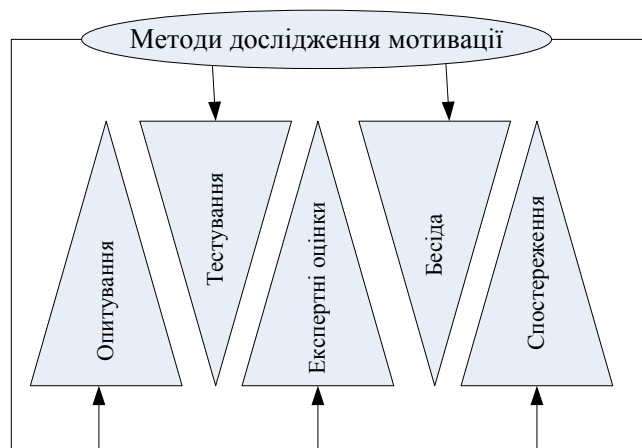 Методи дослідження мотивації
Опитування
Тестування
Експертні оцінки
Бесіда
Спостереження